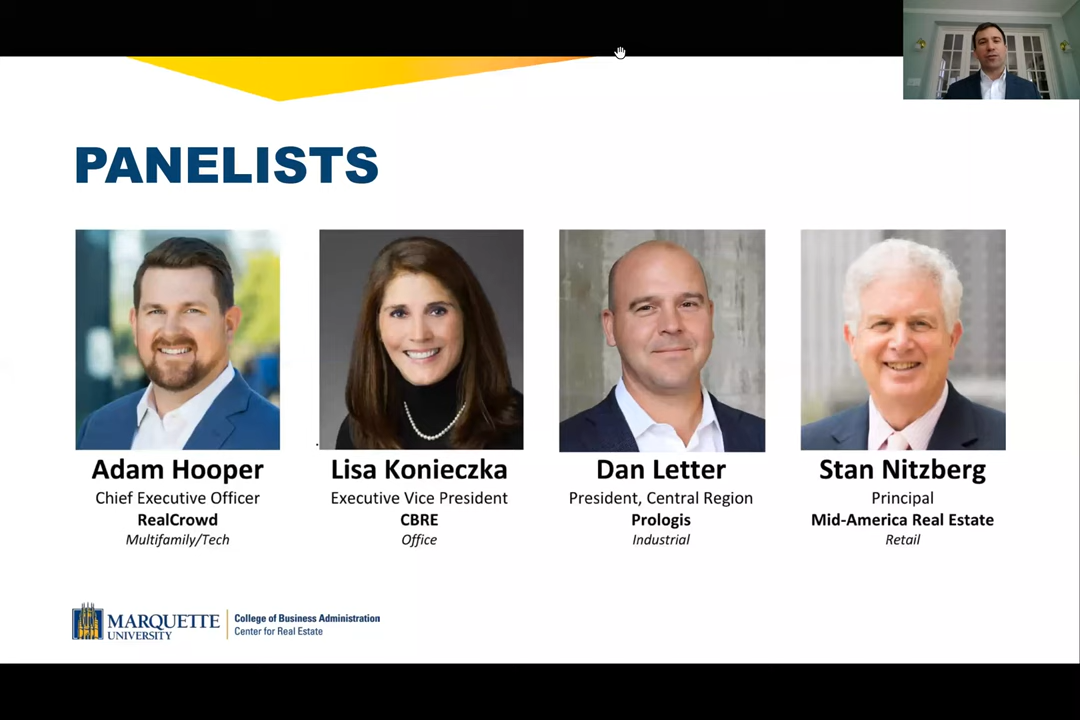 PANELISTS
Adam Hooper
Chief Executive Officer
RealCrowd
Multifamily/Tech
Lisa Konieczka
Executive Vice President
CBRE
Office
Dan Letter
President, Central Region
Prologis
Industrial
Stan Nitzberg
Principal
Mid-America Real Estate
Retail
MARQUETTE
UNIVERSITY
College of Business Administration
Center for Real Estate